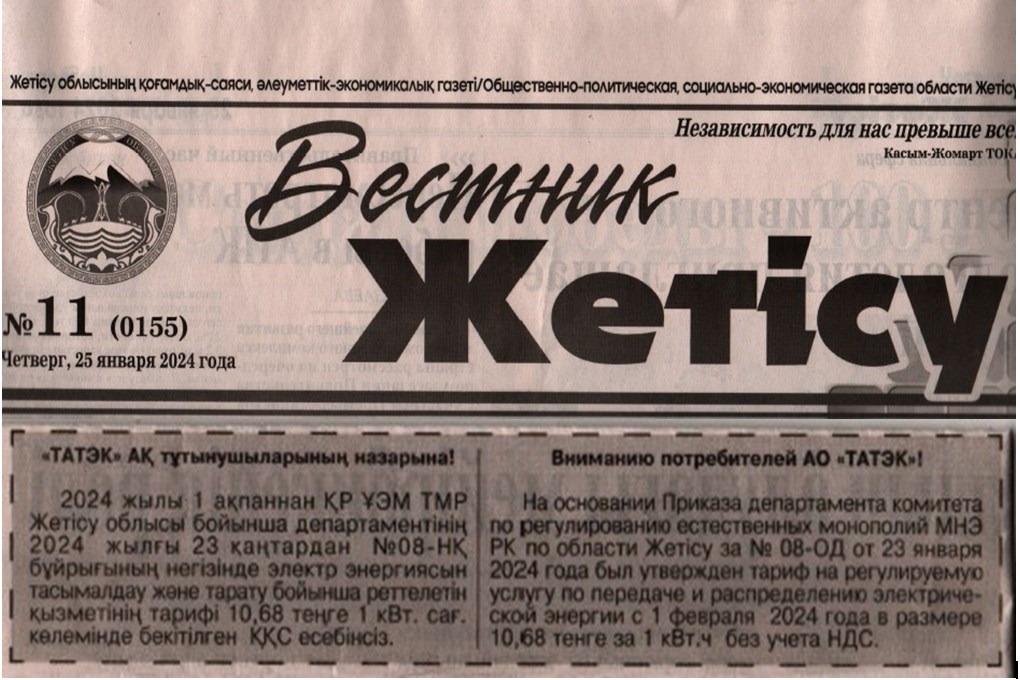 Жетісу облысының қоғамдық-саяси, әлеуметтік-экономикалық газеті/Общественно-политическая, социально-экономическая газета области Жетісу
Независимость для нас превыше все
Касым-Жомарт ТОКА
Вестник
Жетісу
№11 (0155)
Четверг, 25 января 2024 года
«ТАТЭК» АҚ тұтынушыларының назарына!
2024 жылы 1 ақпаннан ҚР ҰЭМ ТМР
Жетісу облысы бойынша департаментінің
2024 жылғы 23 қаңтардан №08-НҚ
бұйрығының негізінде электр энергиясын
тасымалдау және тарату бойынша реттелетін
қызметінің тарифі 10,68 теңге 1 кВт. сағ.
көлемінде бекітілген ҚҚС есебінсіз.
Вниманию потребителей АО «ТАТЭК»!
На основании Приказа департамента комитета
по регулированию естественных монополий МНЭ
РК по области Жетісу за № 08-ОД от 23 января
2024 года был утвержден тариф на регулируемую
услугу по передаче и распределению электриче-
ской энергии с 1 февраля 2024 года в размере
10,68 тенге за 1 кВт.ч без учета НДС.